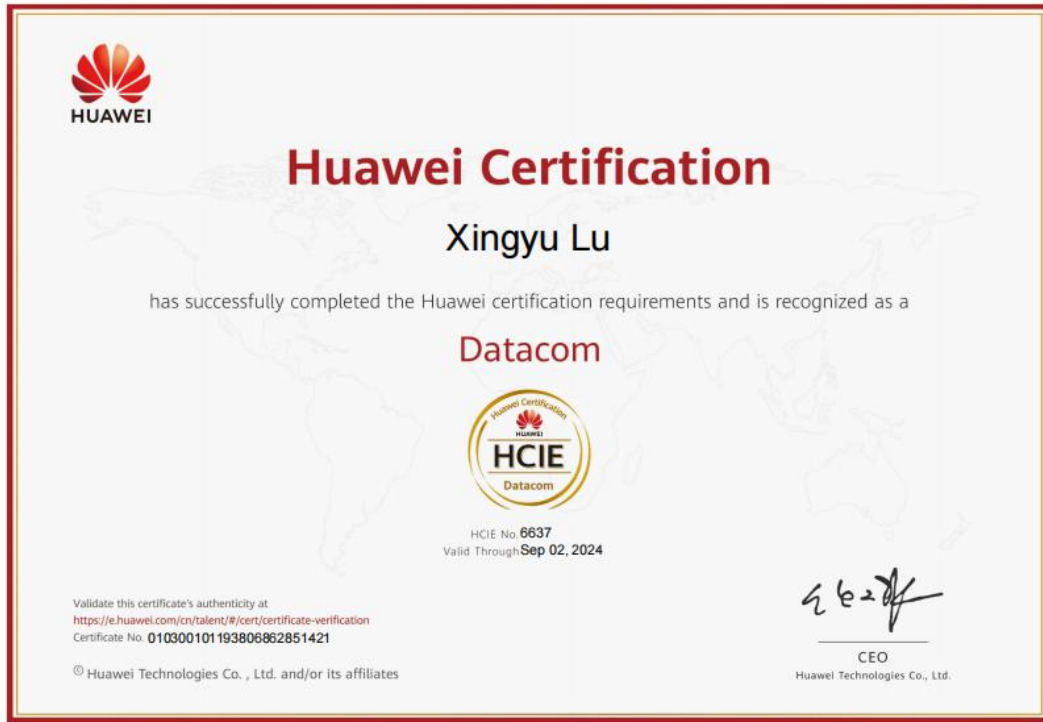 HUAWEI
Huawei Certification
Xingyu Lu
has successfully completed the Huawei certification requirements and is recognized as a
Datacom
Huawei Certification
HUAWEI
HCIE
Datacom
HCIE No. 6637
Valid Through Sep 02, 2024
Validate this certificate's authenticity at
https://e.huawei.com/cn/talent/#/cert/certificate-verification
Certificate No. 010300101193806862851421
© Huawei Technologies Co. , Ltd. and/or its affiliates
CEO
Huawei Technologies Co., Ltd.